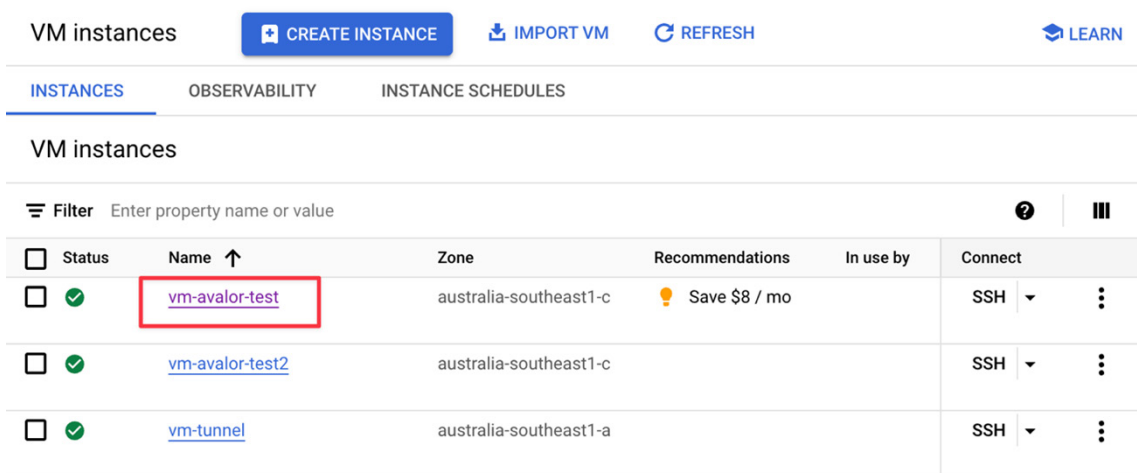 VM instances CREATE INSTANCE IMPORT VM REFRESH LEARN
INSTANCES OBSERVABILITY INSTANCE SCHEDULES
VM instances
Filter Enter property name or value
Status Name Zone Recommendations In use by Connect
vm-avalor-test australia-southeast1-c Save $8 / mo SSH
vm-avalor-test2 australia-southeast1-c SSH
vm-tunnel australia-southeast1-a SSH